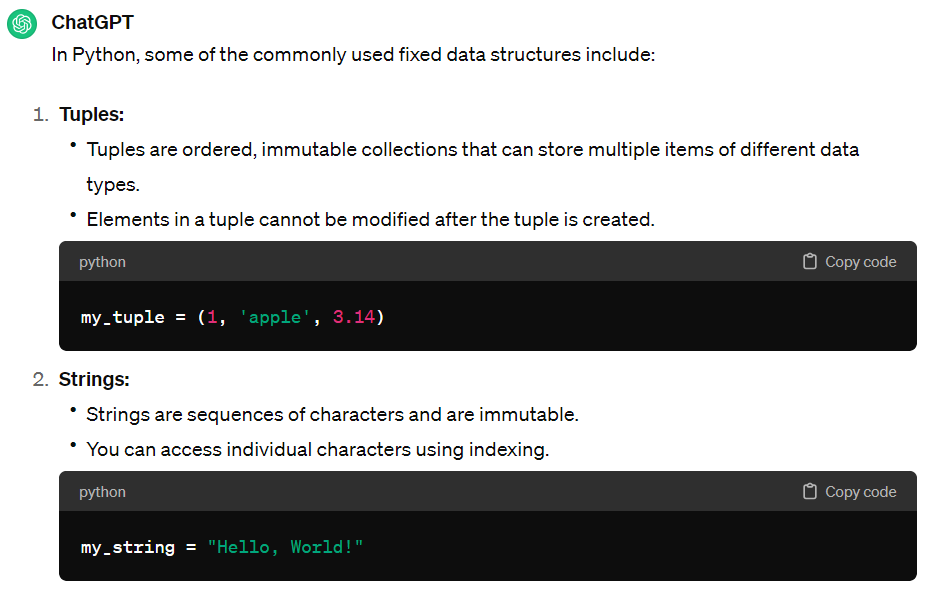 ChatGPT
In Python, some of the commonly used fixed data structures include:
1. Tuples:
• Tuples are ordered, immutable collections that can store multiple items of different data
types.
• Elements in a tuple cannot be modified after the tuple is created.
python Copy code
my_tuple = (1, 'apple', 3.14)
2. Strings:
• Strings are sequences of characters and are immutable.
• You can access individual characters using indexing.
python Copy code
my_string = "Hello, World!"